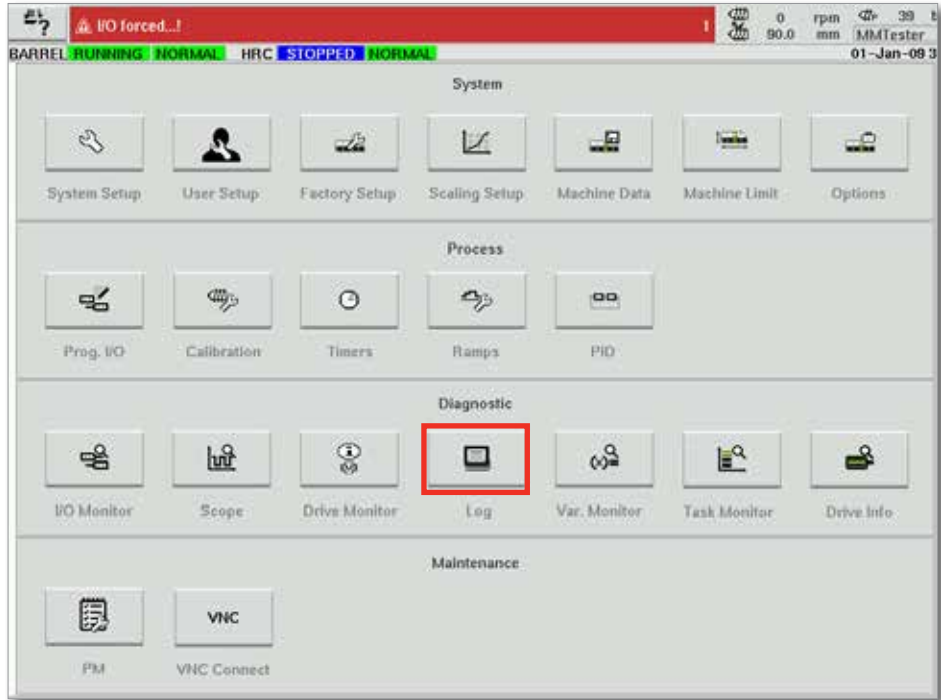 I/O forced...! 1 0 rpm 39
90.0 mm MMTester
BARREL RUNNING NORMAL HRC STOPPED NORMAL 01-Jan-09 3
System
System Setup User Setup Factory Setup Scaling Setup Machine Data Machine Limit Options
Process
Prog. I/O Calibration Timers Ramps PID
Diagnostic
I/O Monitor Scope Drive Monitor Log Var. Monitor Task Monitor Drive Info
Maintenance
VNC
PM VNC Connect